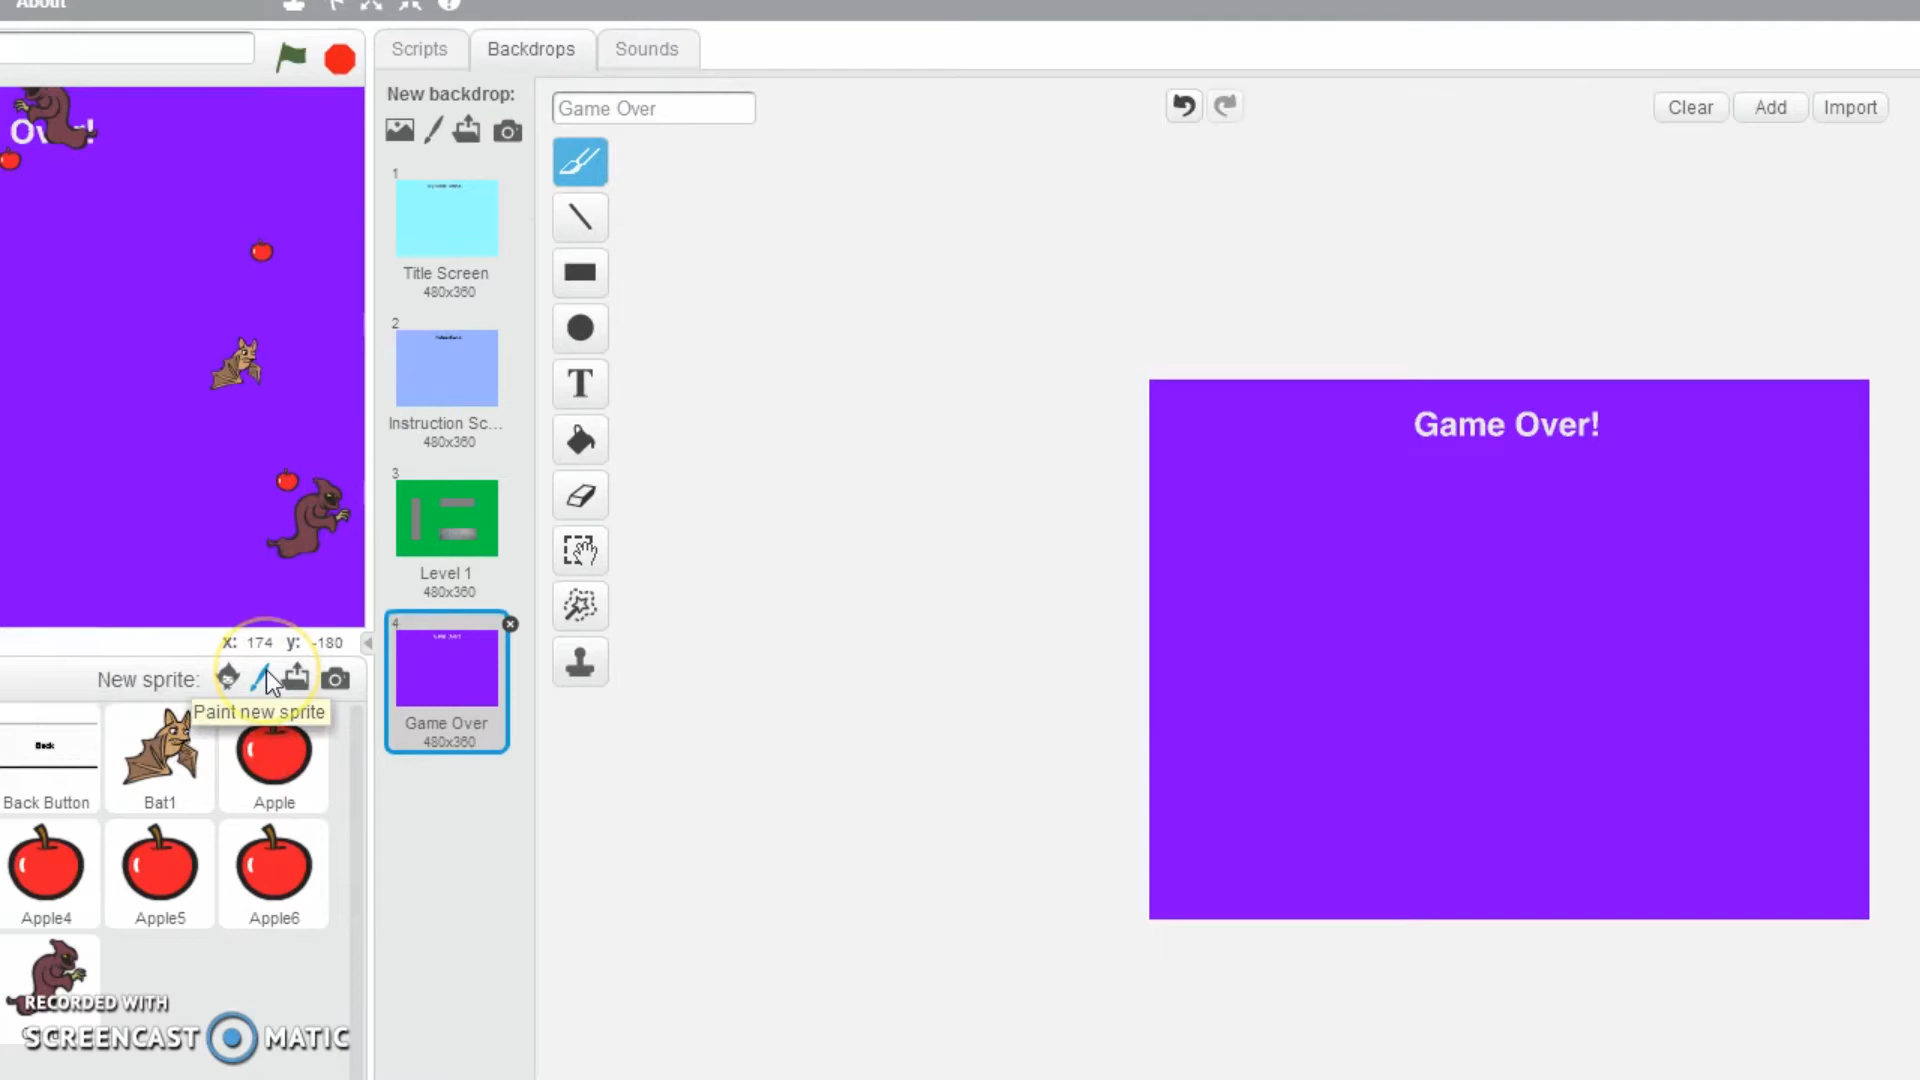 About
Scripts
Backdrops
Sounds
New backdrop:
Game Over
Clear
Add
Import
1
Title Screen
480x360
2
Instruction Sc...
480x360
3
Level 1
480x360
4
Game Over
480x360
Game Over!
x: 174 y: -180
New sprite:
Paint new sprite
Back
Back Button
Bat1
Apple
Apple4
Apple5
Apple6
RECORDED WITH
SCREENCAST MATIC